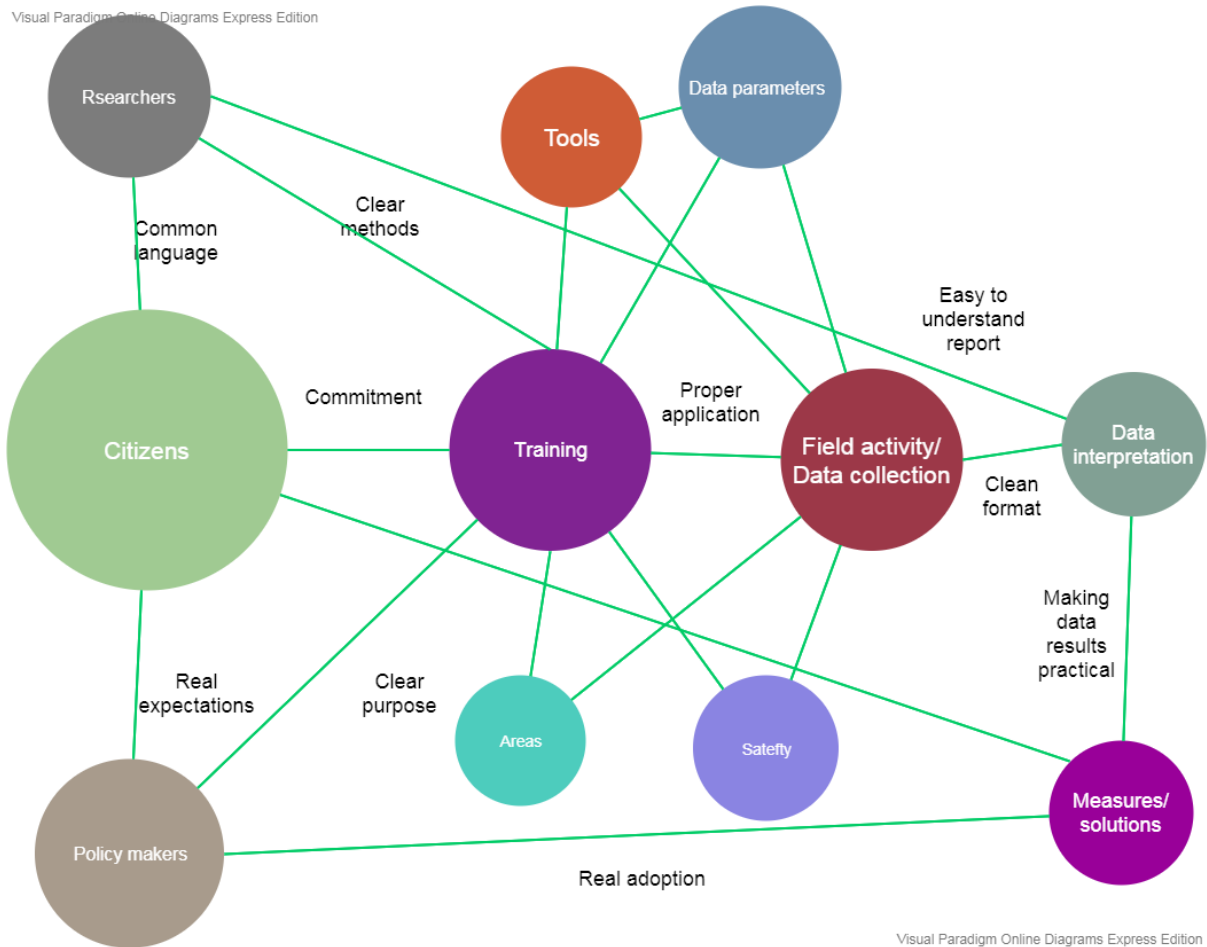 Visual Paradigm Online Diagrams Express Edition
Rsearchers
Tools
Data parameters
Common
language
Clear
methods
Easy to
understand
report
Citizens
Commitment
Training
Proper
application
Field activity/
Data collection
Data
interpretation
Clean
format
Making
data
results
practical
Real
expectations
Clear
purpose
Areas
Satefty
Measures/
solutions
Policy makers
Real adoption
Visual Paradigm Online Diagrams Express Edition